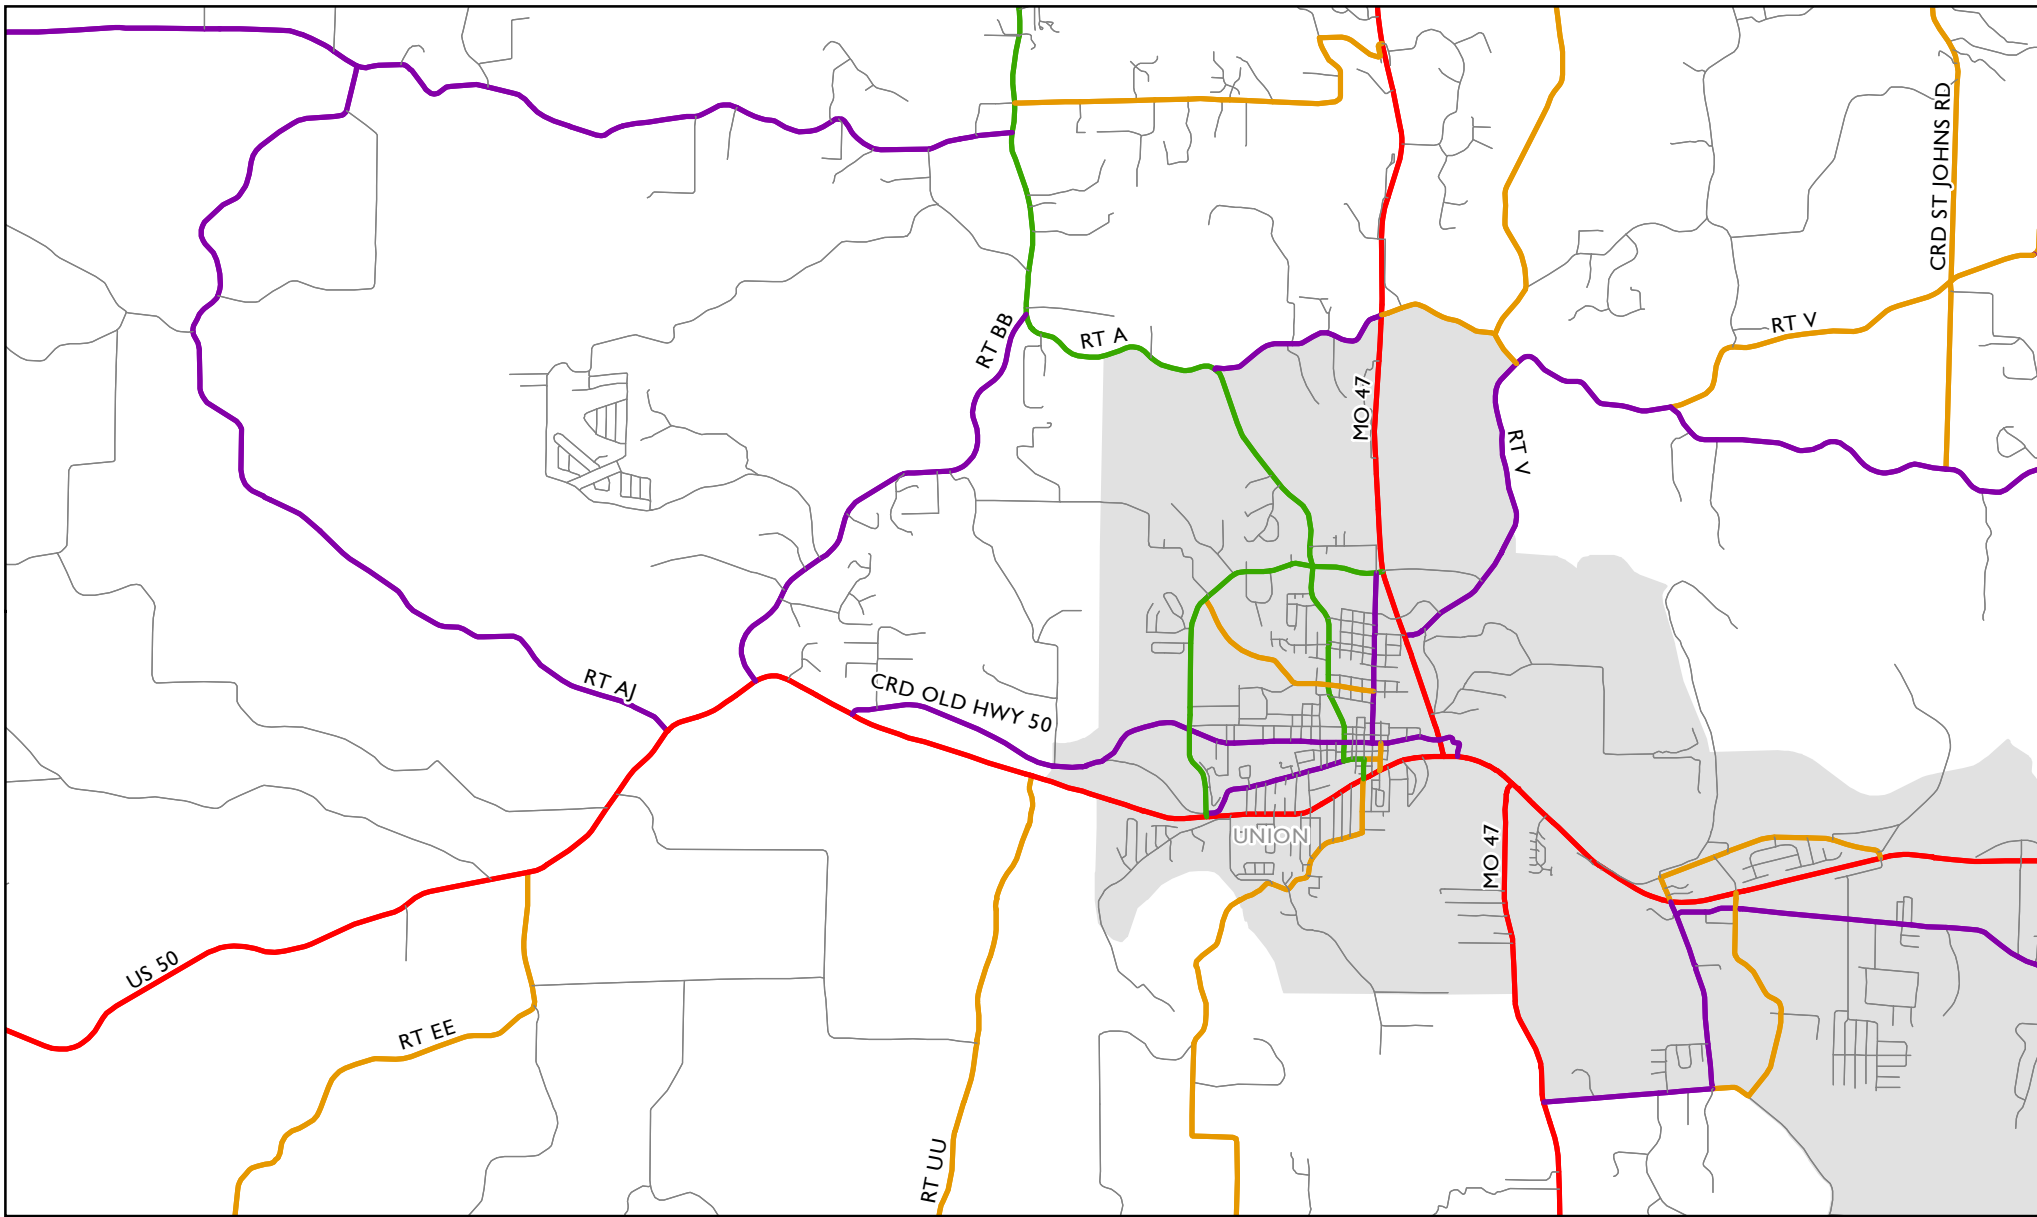 CRD ST JOHNS RD
RT BB
RT A
RT V
MO 47
RT V
RT AJ
CRD OLD HWY 50
UNION
MO 47
US 50
RT EE
RT UU